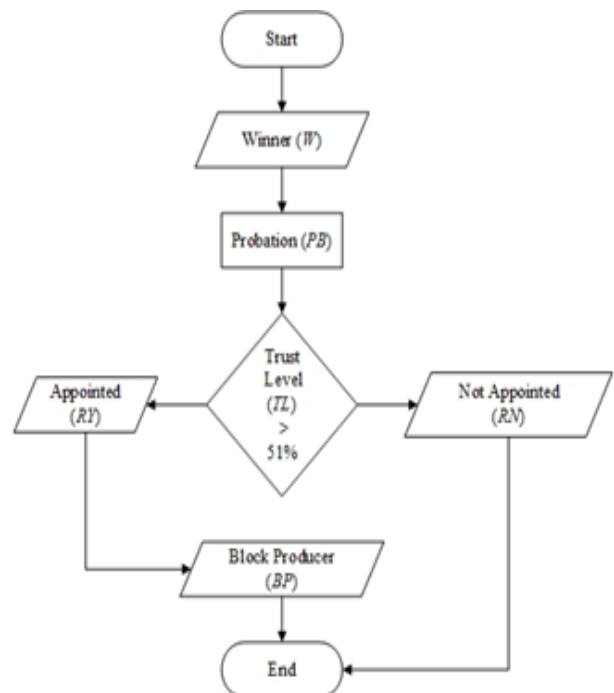 Start
Winner (W)
Probation (PB)
Trust
Level
(TL)
>
51%
Appointed
(RY)
Not Appointed
(RN)
Block Producer
(BP)
End